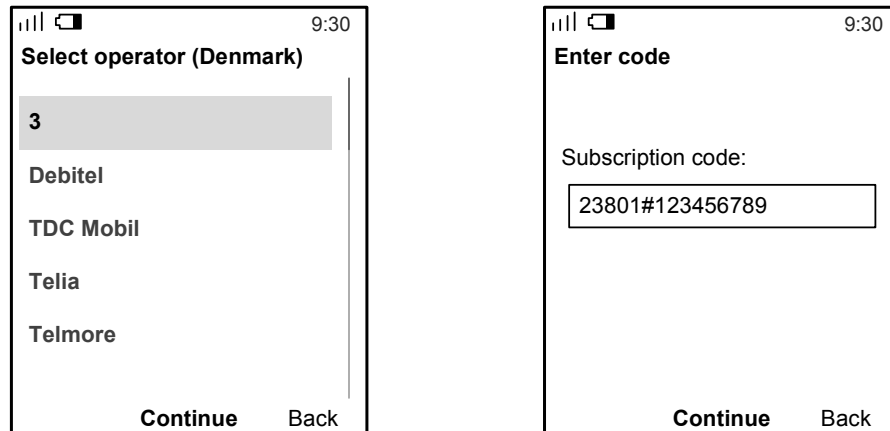 9:30
Select operator (Denmark)
3
Debitel
TDC Mobil
Telia
Telmore
Continue Back
9:30
Enter code
Subscription code:
23801#123456789
Continue Back